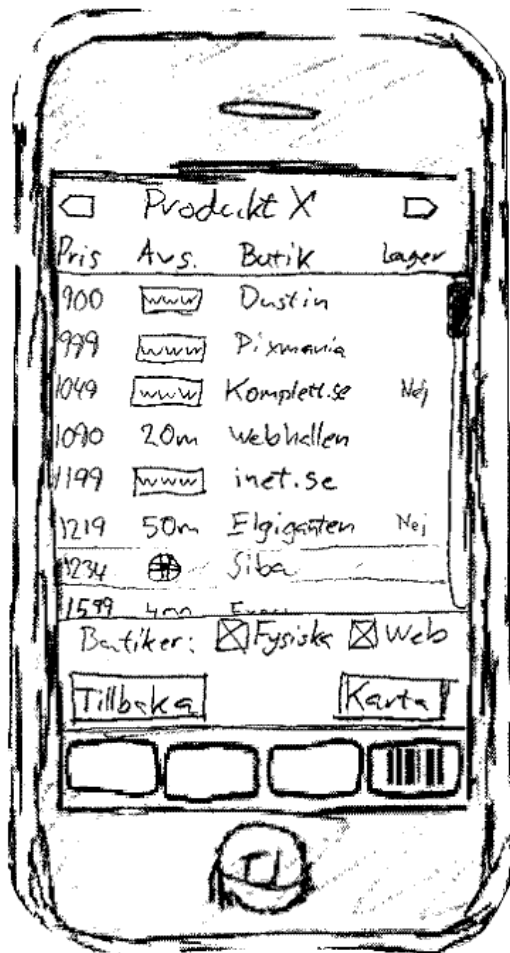 Produkt X
Pris Avs. Butik Lager
900 www Dustin
999 www Pixmania
1049 www Komplett.se Nej
1090 20m Webhallen
1199 www inet.se
1219 50m Elgiganten Nej
1234 Siba
1599
Butiker: Fysiska Web
Tillbaka Karta